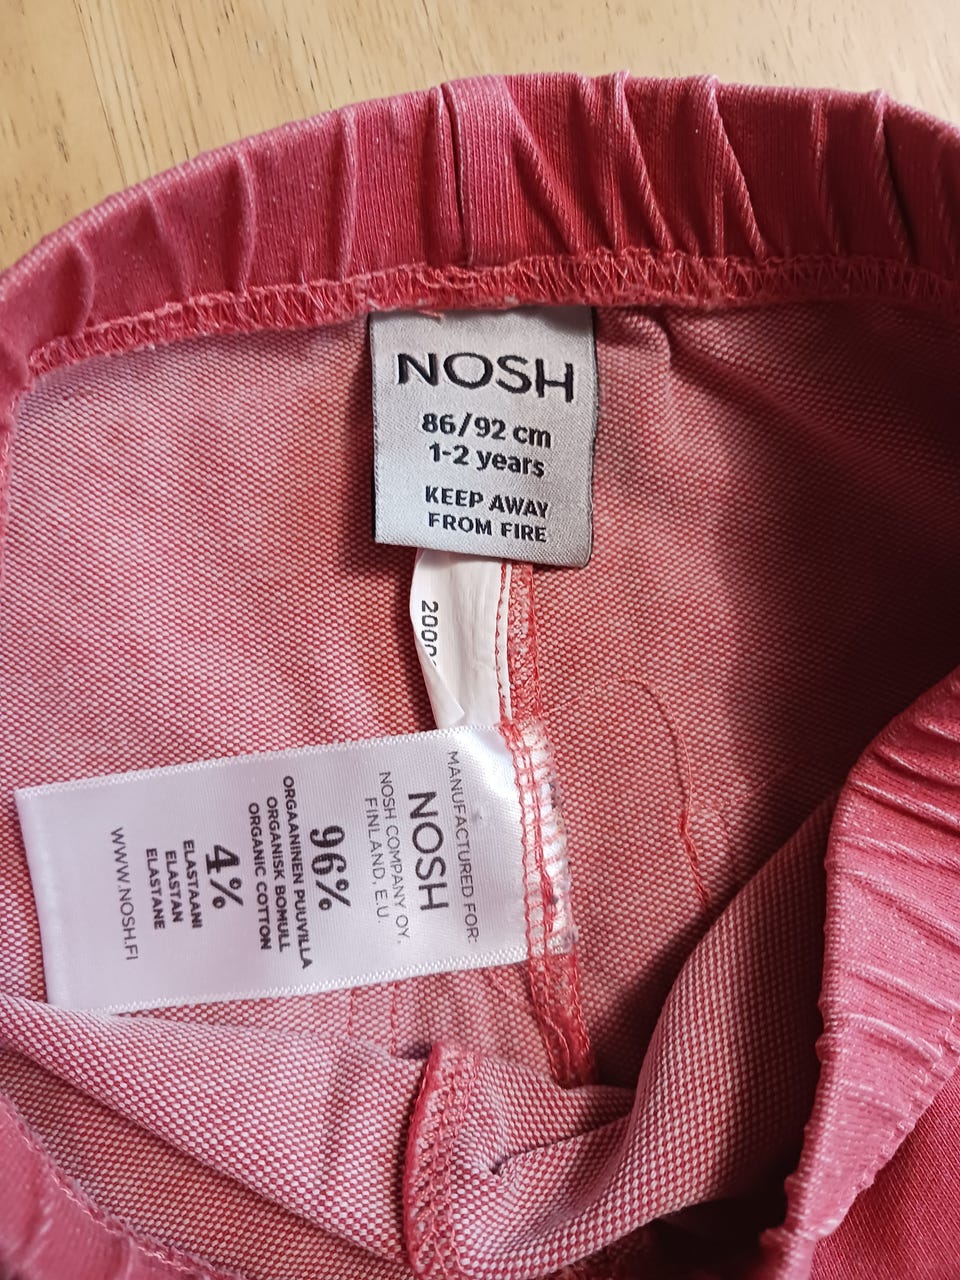 NOSH
86/92 cm
1-2 years
KEEP AWAY
FROM FIRE
MANUFACTURED FOR:
NOSH
NOSH COMPANY OY,
FINLAND, E.U.
96%
ORGAANINEN PUUVILLA
ORGANISK BOMULL
ORGANIC COTTON
4%
ELASTAANI
ELASTAN
ELASTANE
WWW.NOSH.FI